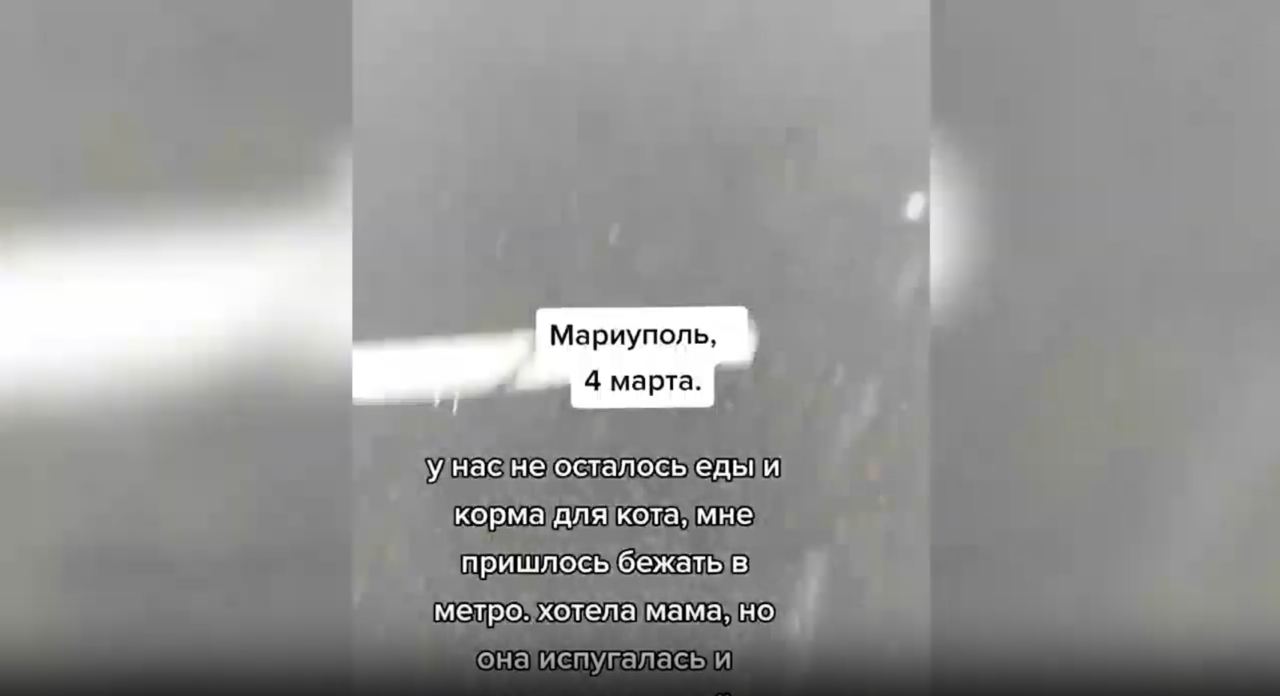 Мариуполь,
4 марта.
у нас не осталось еды и
корма для кота, мне
пришлось бежать в
метро. хотела мама, но
она испугалась и